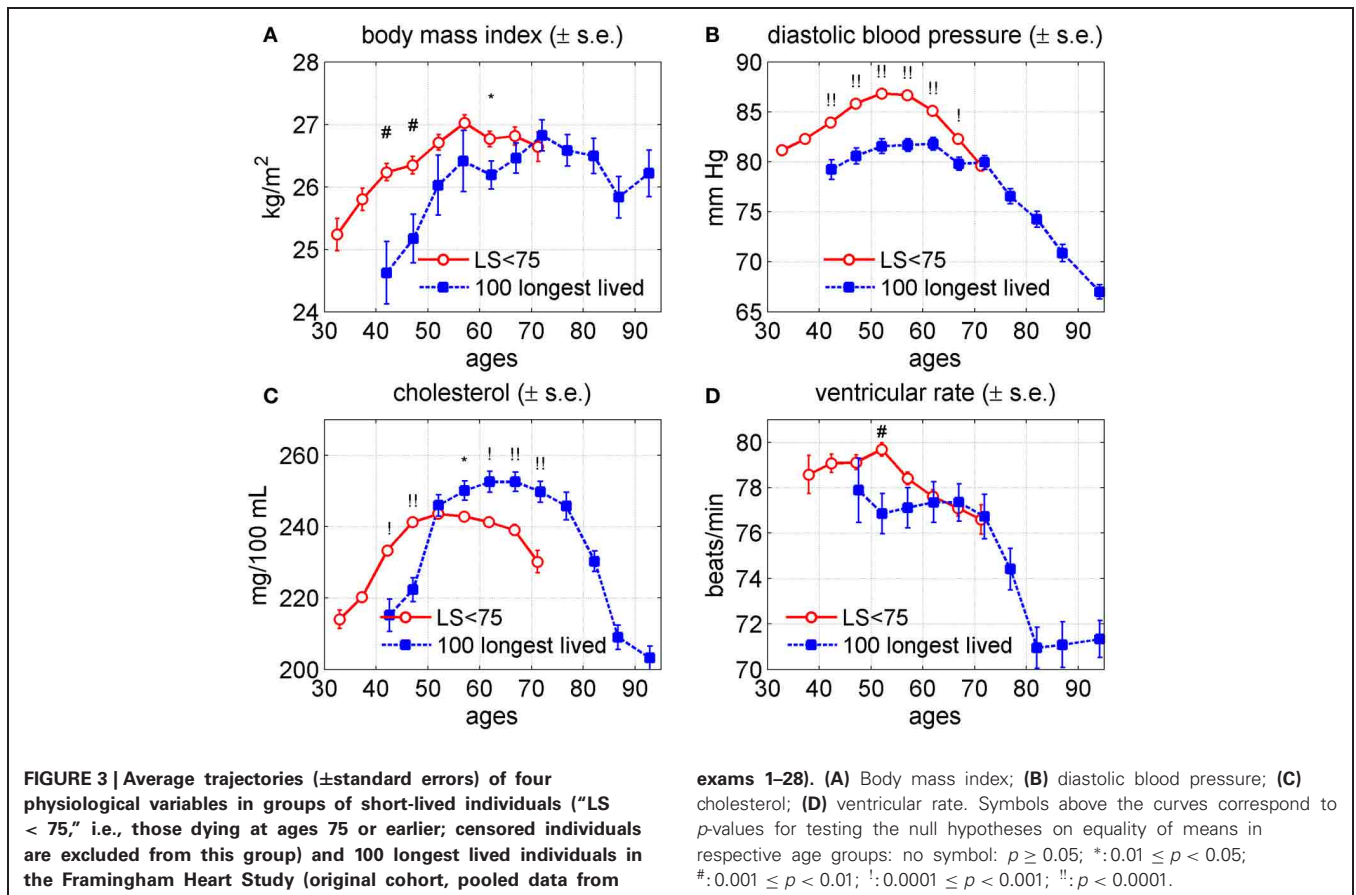 A body mass index (± s.e.)
kg/m²
27
26
25
24
# # *
LS<75
100 longest lived
30 40 50 60 70 80 90
ages
B diastolic blood pressure (± s.e.)
mm Hg
90
85
80
75
70
65
!! !! !! !! !! !
LS<75
100 longest lived
30 40 50 60 70 80 90
ages
C cholesterol (± s.e.)
mg/100 mL
260
240
220
200
! !! * ! !! !!
LS<75
100 longest lived
30 40 50 60 70 80 90
ages
D ventricular rate (± s.e.)
beats/min
80
78
76
74
72
70
#
LS<75
100 longest lived
30 40 50 60 70 80 90
ages
FIGURE 3 | Average trajectories (±standard errors) of four
physiological variables in groups of short-lived individuals (“LS
< 75,” i.e., those dying at ages 75 or earlier; censored individuals
are excluded from this group) and 100 longest lived individuals in
the Framingham Heart Study (original cohort, pooled data from
exams 1–28). (A) Body mass index; (B) diastolic blood pressure; (C)
cholesterol; (D) ventricular rate. Symbols above the curves correspond to
p-values for testing the null hypotheses on equality of means in
respective age groups: no symbol: p ≥ 0.05; *: 0.01 ≤ p < 0.05;
#: 0.001 ≤ p < 0.01; !: 0.0001 ≤ p < 0.001; !!: p < 0.0001.